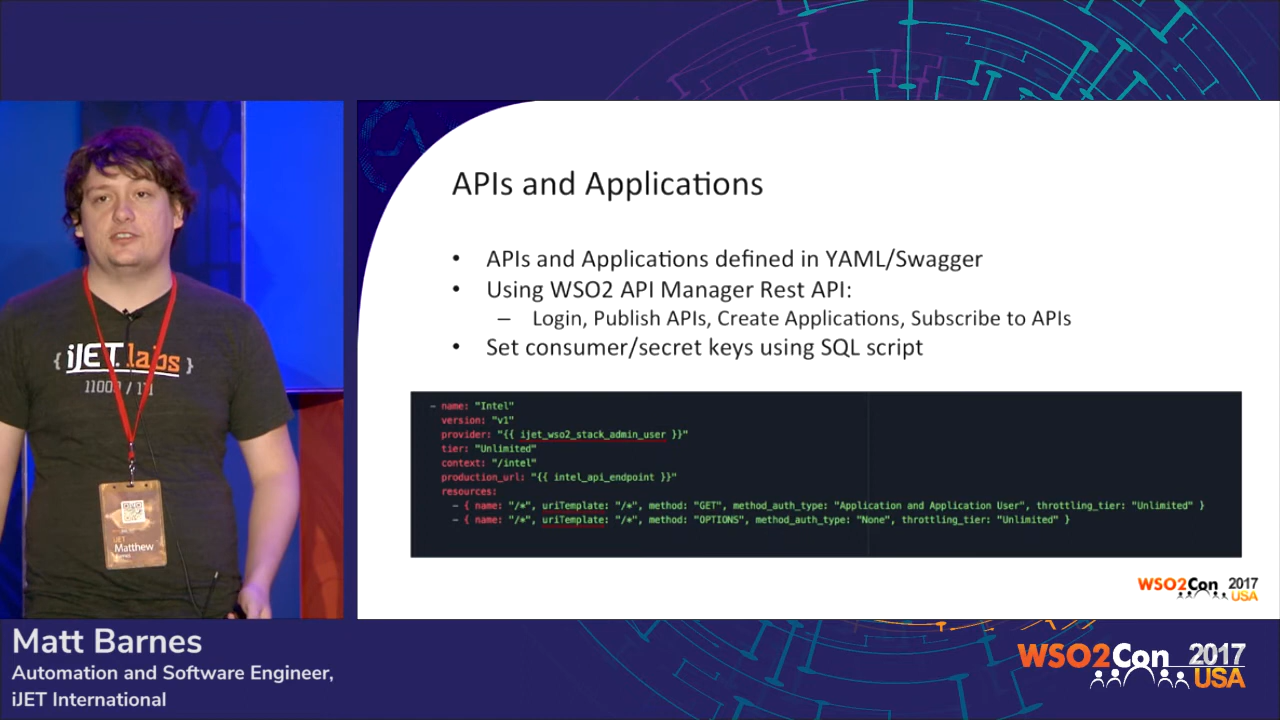 APIs and Applications
• APIs and Applications defined in YAML/Swagger
• Using WSO2 API Manager Rest API:
– Login, Publish APIs, Create Applications, Subscribe to APIs
• Set consumer/secret keys using SQL script
- name: "Intel"
version: "v1"
provider: "{{ ijet_wso2_stack_admin_user }}"
tier: "Unlimited"
context: "/intel"
production_url: "{{ intel_api_endpoint }}"
resources:
- { name: "/*", uriTemplate: "/*", method: "GET", method_auth_type: "Application and Application User", throttling_tier: "Unlimited" }
- { name: "/*", uriTemplate: "/*", method: "OPTIONS", method_auth_type: "None", throttling_tier: "Unlimited" }
WSO2Con 2017
USA
{ iJET labs }
iJET
Matthew
Matt Barnes
Automation and Software Engineer,
iJET International
WSO2Con 2017
USA